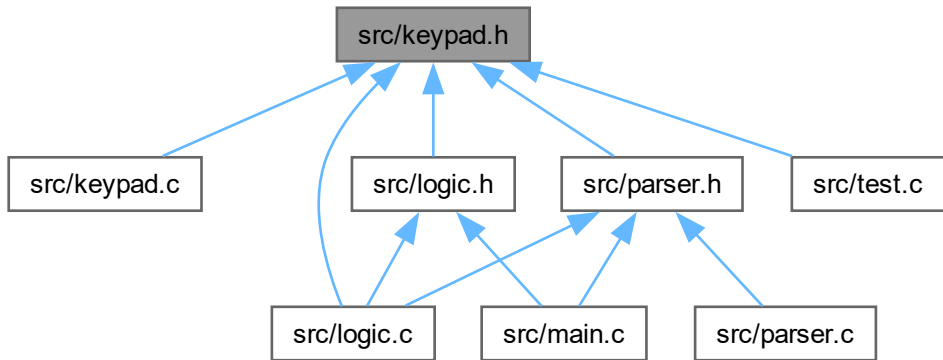 src/keypad.h
src/keypad.c
src/logic.h
src/parser.h
src/test.c
src/logic.c
src/main.c
src/parser.c